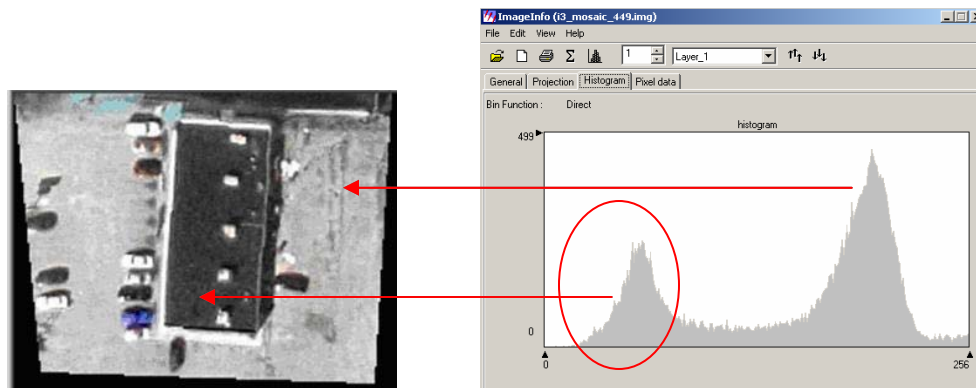 ImageInfo (i3_mosaic_449.img)
File Edit View Help
Σ 1 Layer_1
General Projection Histogram Pixel data
Bin Function : Direct
histogram
499
0
0 256